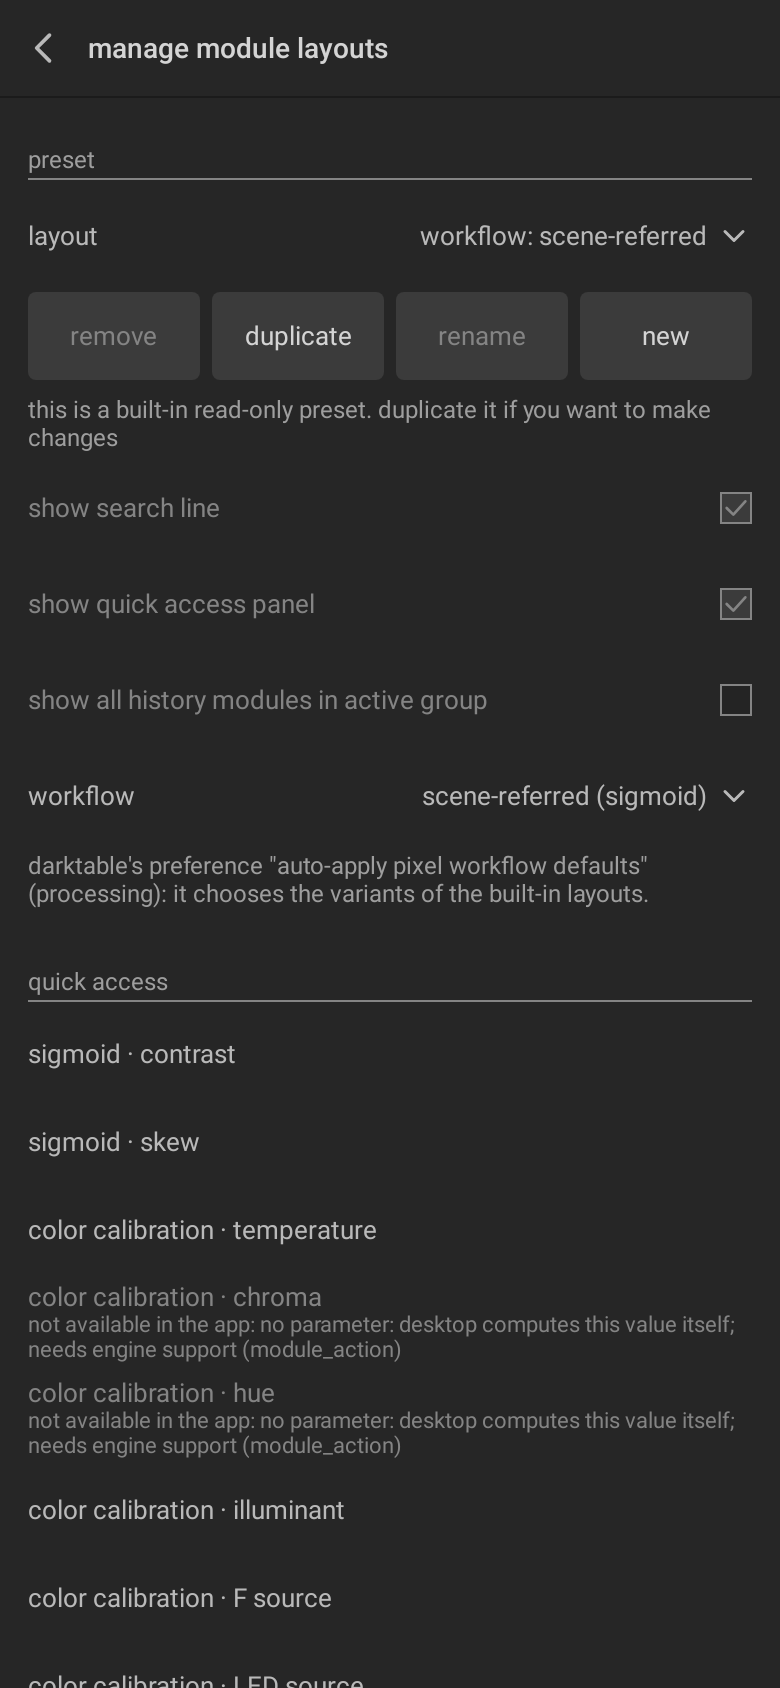 manage module layouts
preset
layout
workflow: scene-referred
remove
duplicate
rename
new
this is a built-in read-only preset. duplicate it if you want to make
changes
show search line
show quick access panel
show all history modules in active group
workflow
scene-referred (sigmoid)
darktable's preference "auto-apply pixel workflow defaults"
(processing): it chooses the variants of the built-in layouts.
quick access
sigmoid · contrast
sigmoid · skew
color calibration · temperature
color calibration · chroma
not available in the app: no parameter: desktop computes this value itself;
needs engine support (module_action)
color calibration · hue
not available in the app: no parameter: desktop computes this value itself;
needs engine support (module_action)
color calibration · illuminant
color calibration · F source
color calibration · LED source